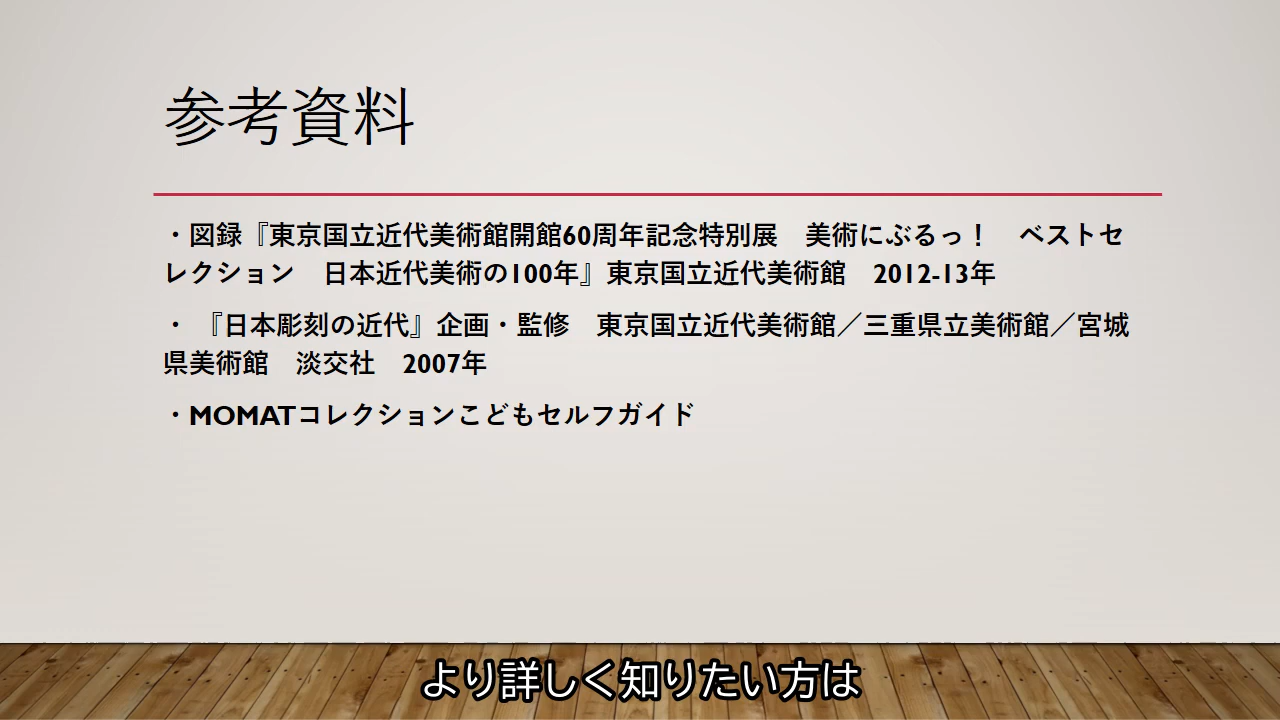 参考資料
・図録『東京国立近代美術館開館60周年記念特別展　美術にぶるっ！　ベストセ
レクション　日本近代美術の100年』東京国立近代美術館　2012-13年
・『日本彫刻の近代』企画・監修　東京国立近代美術館／三重県立美術館／宮城
県美術館　淡交社　2007年
・MOMATコレクションこどもセルフガイド
より詳しく知りたい方は